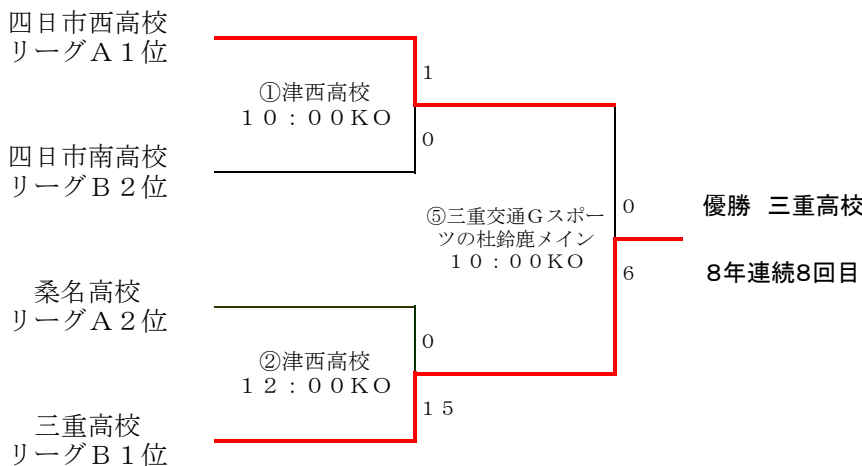 四日市西高校
リーグＡ１位
1
①津西高校
１０：００ＫＯ
0
四日市南高校
リーグＢ２位
⑤三重交通Ｇスポー
ツの杜鈴鹿メイン
１０：００ＫＯ
0
優勝　三重高校
6
8年連続8回目
桑名高校
リーグＡ２位
0
②津西高校
１２：００ＫＯ
１５
三重高校
リーグＢ１位